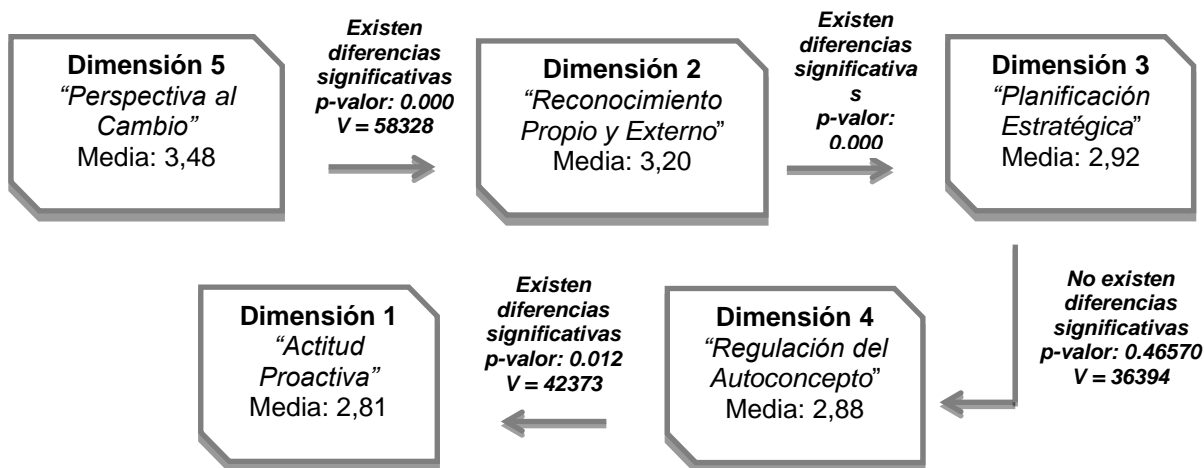 Dimensión 5
“Perspectiva al
Cambio”
Media: 3,48
Existen
diferencias
significativas
p-valor: 0.000
V = 58328
Dimensión 2
“Reconocimiento
Propio y Externo”
Media: 3,20
Existen
diferencias
significativa
s
p-valor:
0.000
Dimensión 3
“Planificación
Estratégica”
Media: 2,92
No existen
diferencias
significativas
p-valor: 0.46570
V = 36394
Dimensión 4
“Regulación del
Autoconcepto”
Media: 2,88
Existen
diferencias
significativas
p-valor: 0.012
V = 42373
Dimensión 1
“Actitud
Proactiva”
Media: 2,81